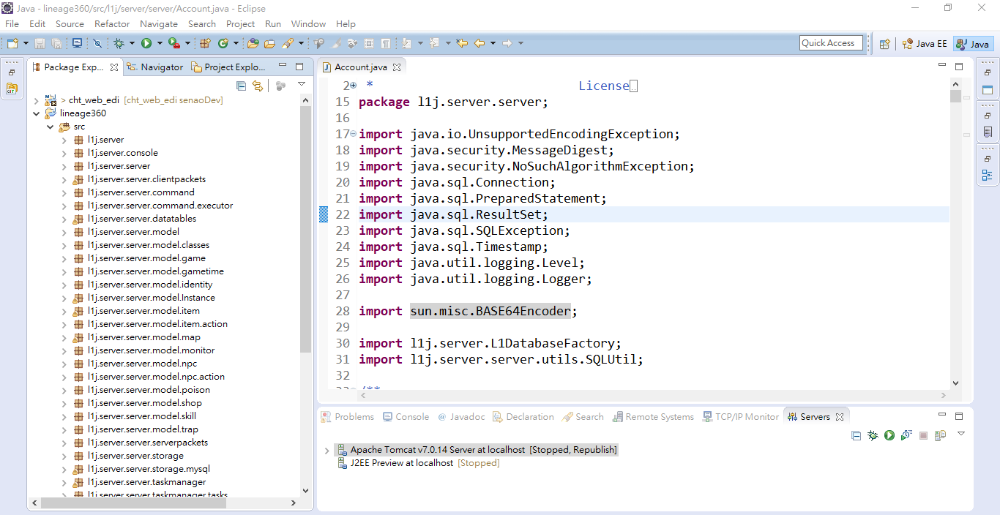 Java - lineage360/src/l1j/server/server/Account.java - Eclipse
File Edit Source Refactor Navigate Search Project Run Window Help
Quick Access Java EE Java
Package Exp... Navigator Project Explo...
> cht_web_edi [cht_web_edi senaoDev]
lineage360
src
l1j.server
l1j.server.console
l1j.server.server
l1j.server.server.clientpackets
l1j.server.server.command
l1j.server.server.command.executor
l1j.server.server.datatables
l1j.server.server.model
l1j.server.server.model.classes
l1j.server.server.model.game
l1j.server.server.model.gametime
l1j.server.server.model.identity
l1j.server.server.model.Instance
l1j.server.server.model.item
l1j.server.server.model.item.action
l1j.server.server.model.map
l1j.server.server.model.monitor
l1j.server.server.model.npc
l1j.server.server.model.npc.action
l1j.server.server.model.poison
l1j.server.server.model.shop
l1j.server.server.model.skill
l1j.server.server.model.trap
l1j.server.server.serverpackets
l1j.server.server.storage
l1j.server.server.storage.mysql
l1j.server.server.taskmanager
l1j.server.server.taskmanager.tasks
GIT
Account.java
2 * License
15 package l1j.server.server;
16
17 import java.io.UnsupportedEncodingException;
18 import java.security.MessageDigest;
19 import java.security.NoSuchAlgorithmException;
20 import java.sql.Connection;
21 import java.sql.PreparedStatement;
22 import java.sql.ResultSet;
23 import java.sql.SQLException;
24 import java.sql.Timestamp;
25 import java.util.logging.Level;
26 import java.util.logging.Logger;
27
28 import sun.misc.BASE64Encoder;
29
30 import l1j.server.L1DatabaseFactory;
31 import l1j.server.server.utils.SQLUtil;
32
33 /**
Problems Console @ Javadoc Declaration Search Remote Systems TCP/IP Monitor Servers
Apache Tomcat v7.0.14 Server at localhost [Stopped, Republish]
J2EE Preview at localhost [Stopped]